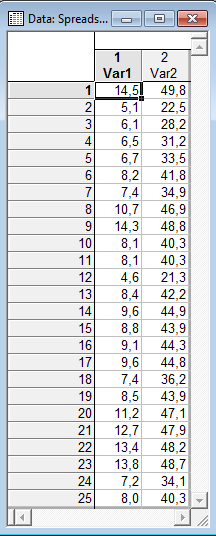 Data: Spreads...
1 2
Var1 Var2
1 14,5 49,8
2 5,1 22,5
3 6,1 28,2
4 6,5 31,2
5 6,7 33,5
6 8,2 41,8
7 7,4 34,9
8 10,7 46,9
9 14,3 48,8
10 8,1 40,3
11 8,1 40,3
12 4,6 21,3
13 8,4 42,2
14 9,6 44,9
15 8,8 43,9
16 9,1 44,3
17 9,6 44,8
18 7,4 36,2
19 8,5 43,9
20 11,2 47,1
21 12,7 47,9
22 13,4 48,2
23 13,8 48,7
24 7,2 34,1
25 8,0 40,3